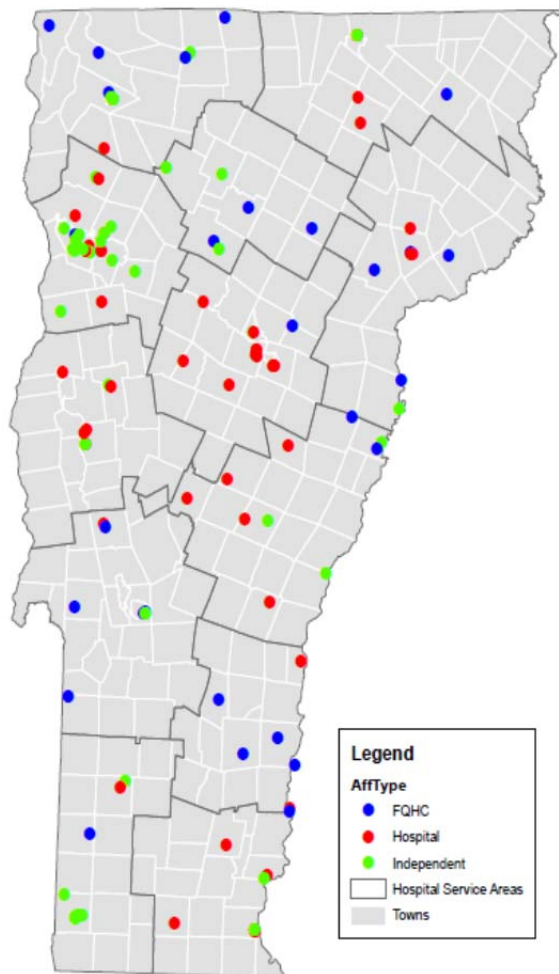 Legend
AffType
FQHC
Hospital
Independent
Hospital Service Areas
Towns